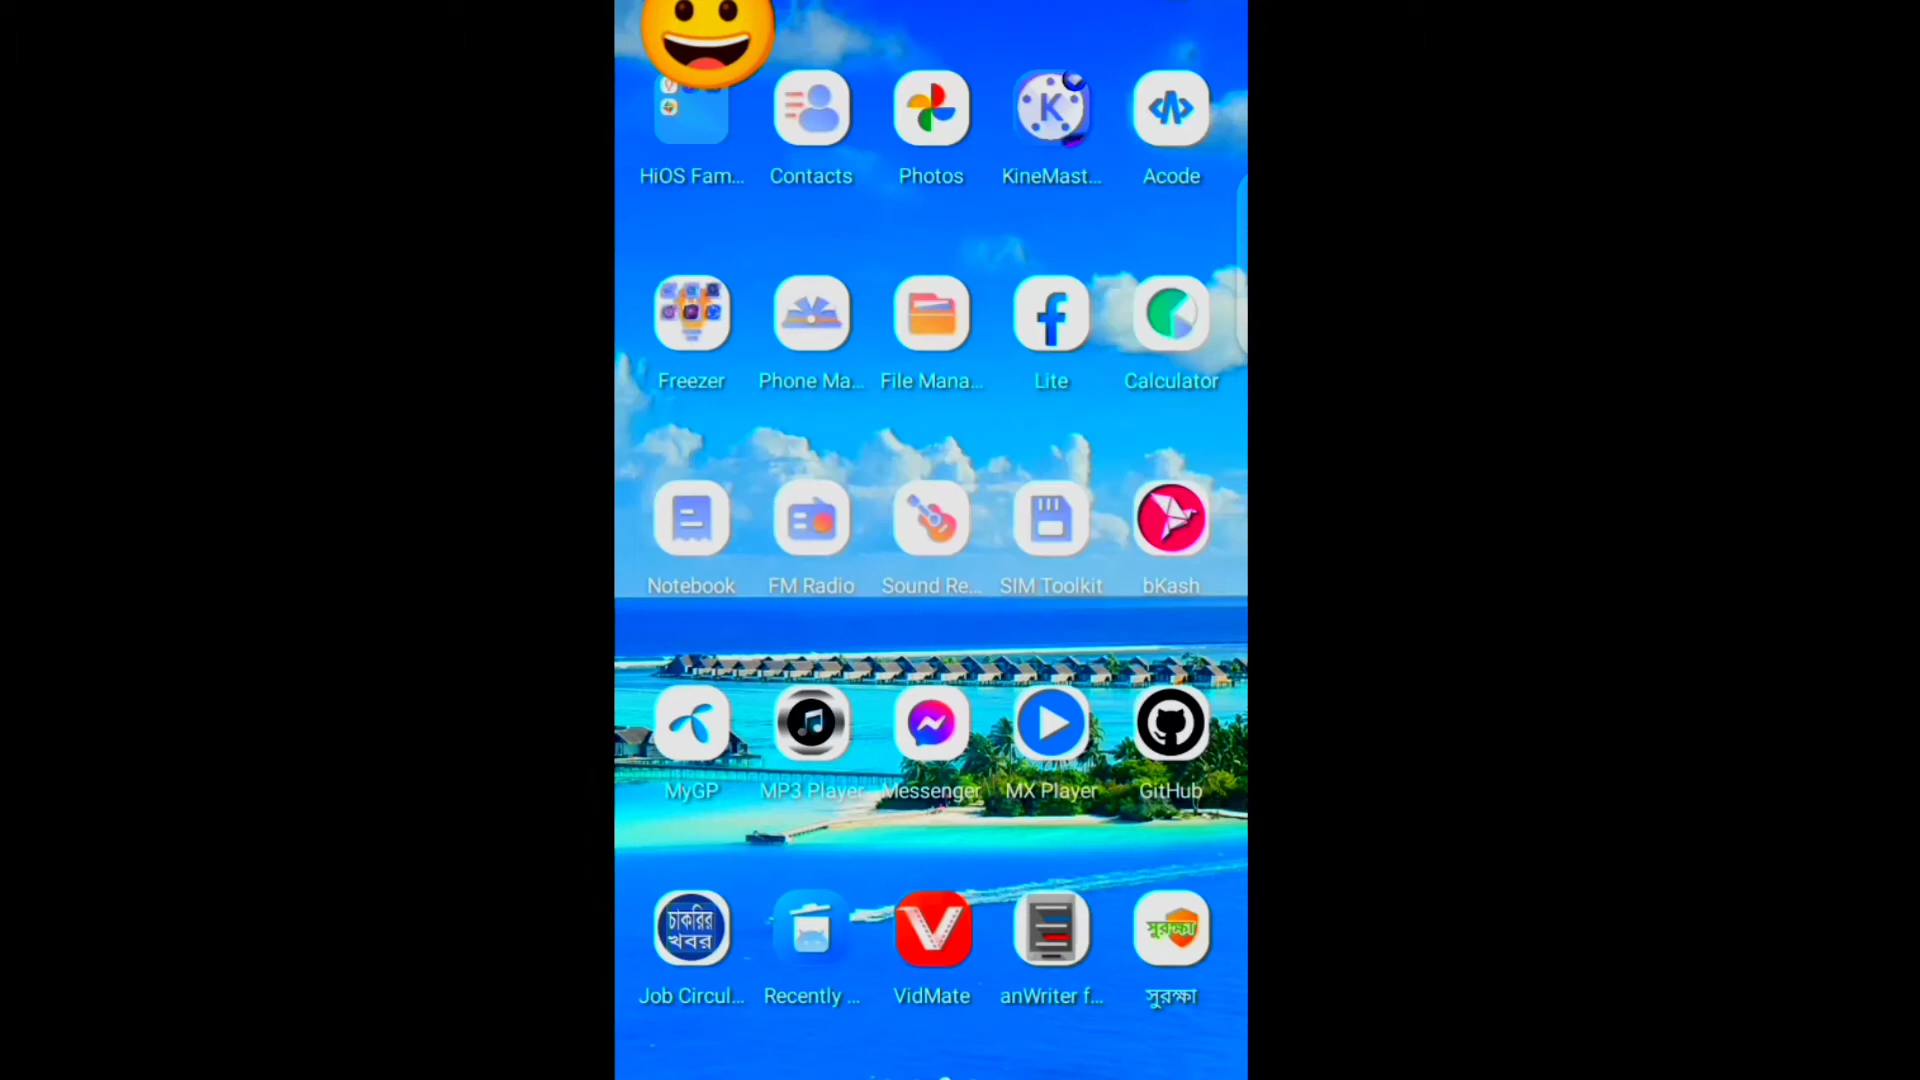 HiOS Fam... Contacts Photos KineMast... Acode
Freezer Phone Ma... File Mana... Lite Calculator
Notebook FM Radio Sound Re... SIM Toolkit bKash
MyGP MP3 Player Messenger MX Player GitHub
চাকরির
খবর
সুরক্ষা
Job Circul... Recently ... VidMate anWriter f... সুরক্ষা